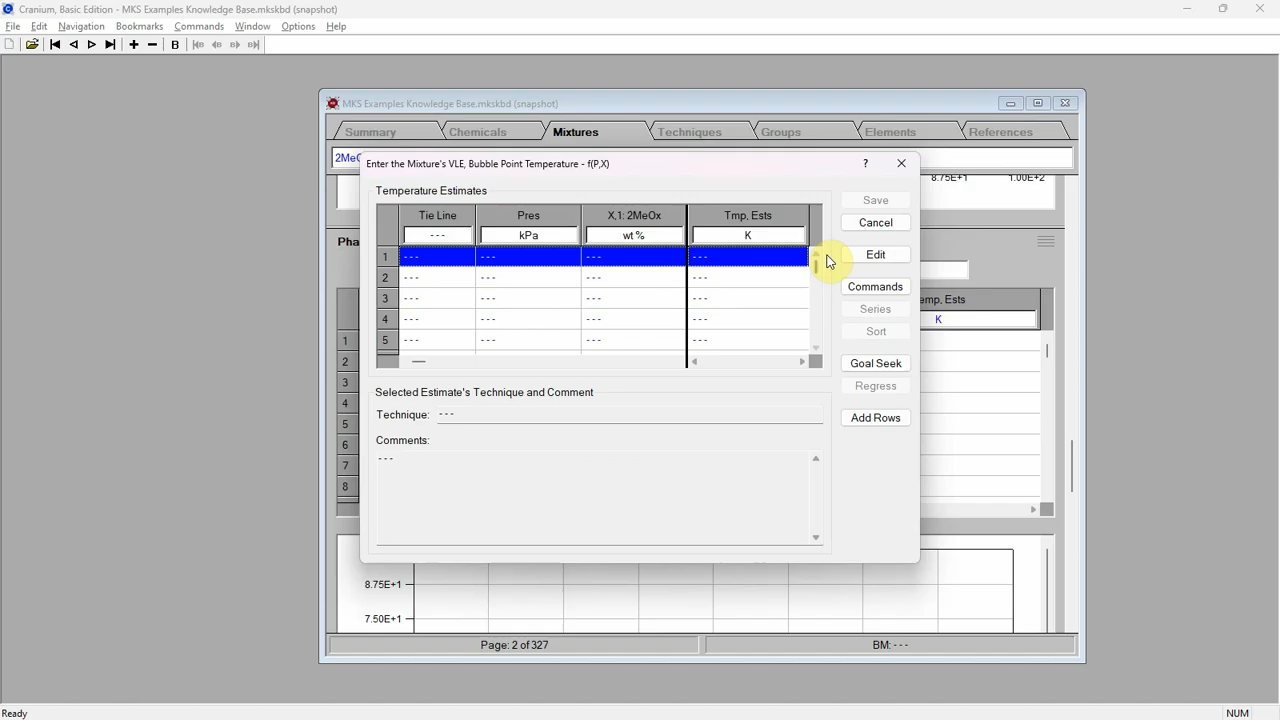 Cranium, Basic Edition - MKS Examples Knowledge Base.mkskbd (snapshot)
File Edit Navigation Bookmarks Commands Window Options Help
B
MKS Examples Knowledge Base.mkskbd (snapshot)
Summary Chemicals Mixtures Techniques Groups Elements References
2MeO
Enter the Mixture's VLE, Bubble Point Temperature - f(P,X) ?
8.75E+1 1.00E+2
Temperature Estimates
Save
Tie Line Pres X,1: 2MeOx Tmp, Ests
Cancel
--- kPa wt % K
Pha
1 --- --- --- ---
Edit
2 --- --- --- ---
Commands
3 --- --- --- ---
emp, Ests
Series
4 --- --- --- ---
K
Sort
5 --- --- --- ---
Goal Seek
Regress
Selected Estimate's Technique and Comment
Technique: ---
Add Rows
Comments:
---
1
2
3
4
5
6
7
8
8.75E+1
7.50E+1
Page: 2 of 327 BM: ---
Ready NUM